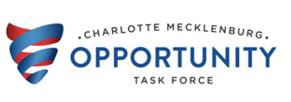 · CHARLOTTE MECKLENBURG ·
OPPORTUNITY
TASK FORCE